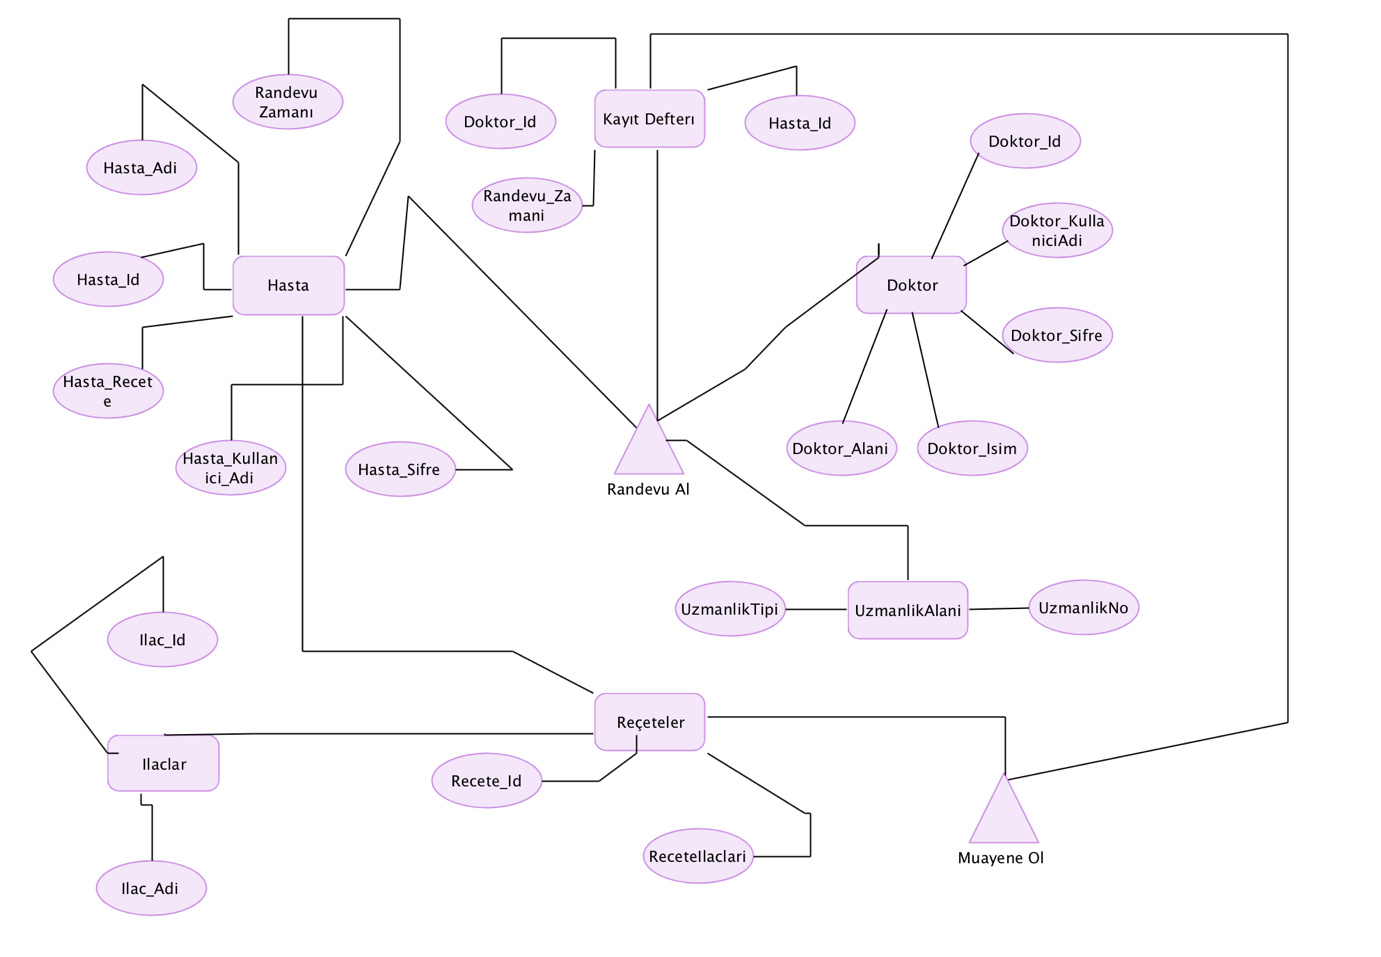 Randevu
Zamanı
Hasta_Adi
Doktor_Id
Kayıt Defterı
Hasta_Id
Doktor_Id
Randevu_Za
mani
Doktor_Kulla
niciAdi
Hasta_Id
Hasta
Doktor
Doktor_Sifre
Hasta_Recet
e
Hasta_Kullan
ici_Adi
Hasta_Sifre
Doktor_Alani
Doktor_Isim
Randevu Al
UzmanlikTipi
UzmanlikAlani
UzmanlikNo
Ilac_Id
Reçeteler
Ilaclar
Recete_Id
ReceteIlaclari
Muayene Ol
Ilac_Adi